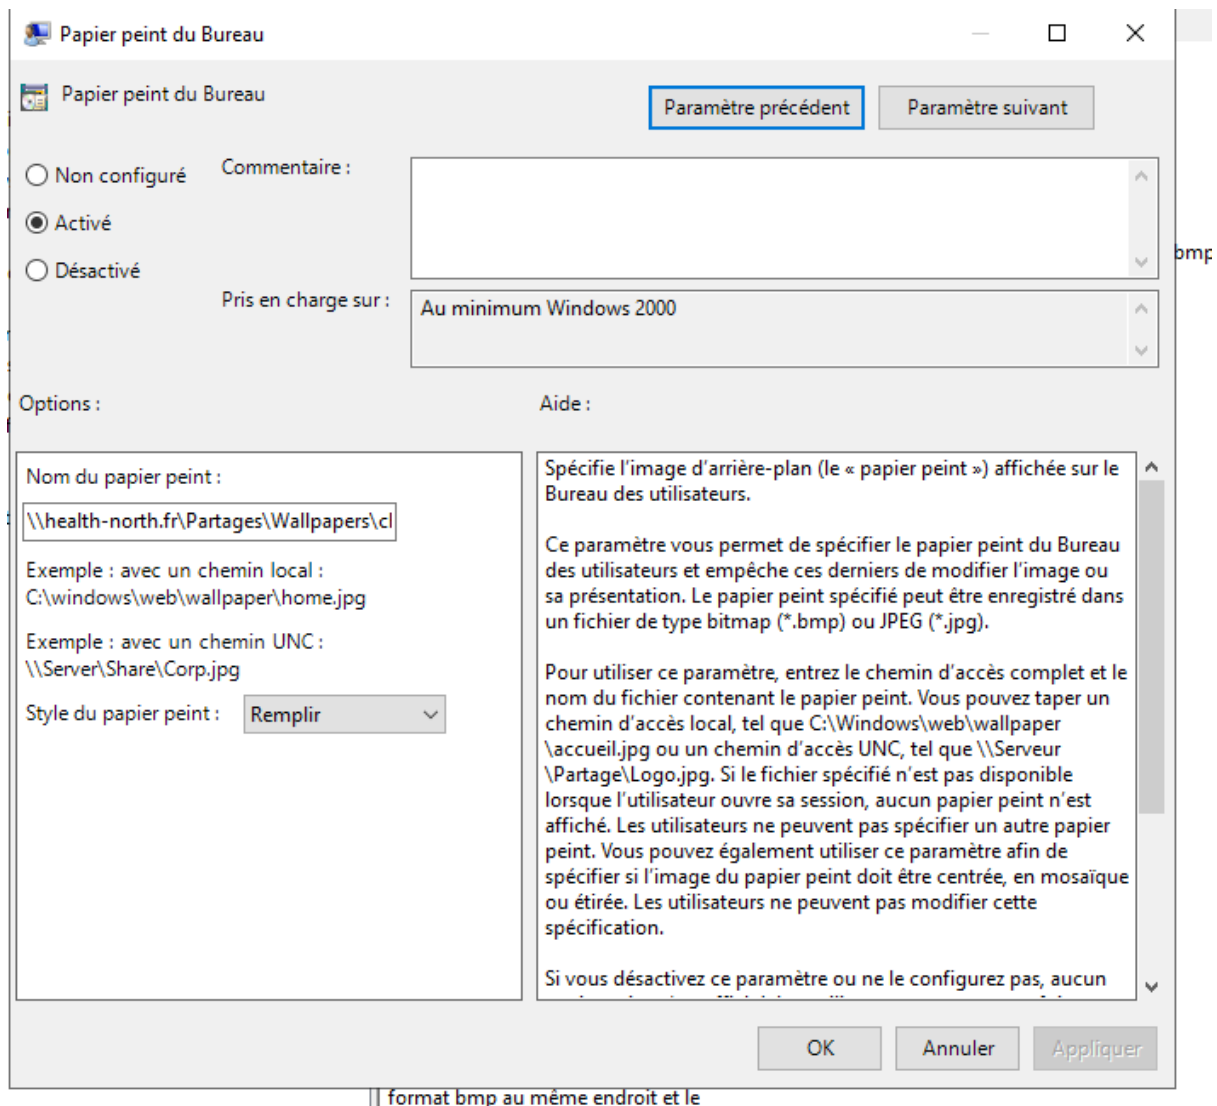 Papier peint du Bureau
Papier peint du Bureau
Paramètre précédent
Paramètre suivant
Non configuré
Commentaire :
Activé
Désactivé
bmp
Pris en charge sur :
Au minimum Windows 2000
Options :
Aide :
Nom du papier peint :
\\health-north.fr\Partages\Wallpapers\cl
Exemple : avec un chemin local :
C:\windows\web\wallpaper\home.jpg
Exemple : avec un chemin UNC :
\\Server\Share\Corp.jpg
Style du papier peint :
Remplir
Spécifie l'image d'arrière-plan (le « papier peint ») affichée sur le
Bureau des utilisateurs.
Ce paramètre vous permet de spécifier le papier peint du Bureau
des utilisateurs et empêche ces derniers de modifier l'image ou
sa présentation. Le papier peint spécifié peut être enregistré dans
un fichier de type bitmap (*.bmp) ou JPEG (*.jpg).
Pour utiliser ce paramètre, entrez le chemin d'accès complet et le
nom du fichier contenant le papier peint. Vous pouvez taper un
chemin d'accès local, tel que C:\Windows\web\wallpaper
\accueil.jpg ou un chemin d'accès UNC, tel que \\Serveur
\Partage\Logo.jpg. Si le fichier spécifié n'est pas disponible
lorsque l'utilisateur ouvre sa session, aucun papier peint n'est
affiché. Les utilisateurs ne peuvent pas spécifier un autre papier
peint. Vous pouvez également utiliser ce paramètre afin de
spécifier si l'image du papier peint doit être centrée, en mosaïque
ou étirée. Les utilisateurs ne peuvent pas modifier cette
spécification.
Si vous désactivez ce paramètre ou ne le configurez pas, aucun
OK
Annuler
Appliquer
format bmp au même endroit et le